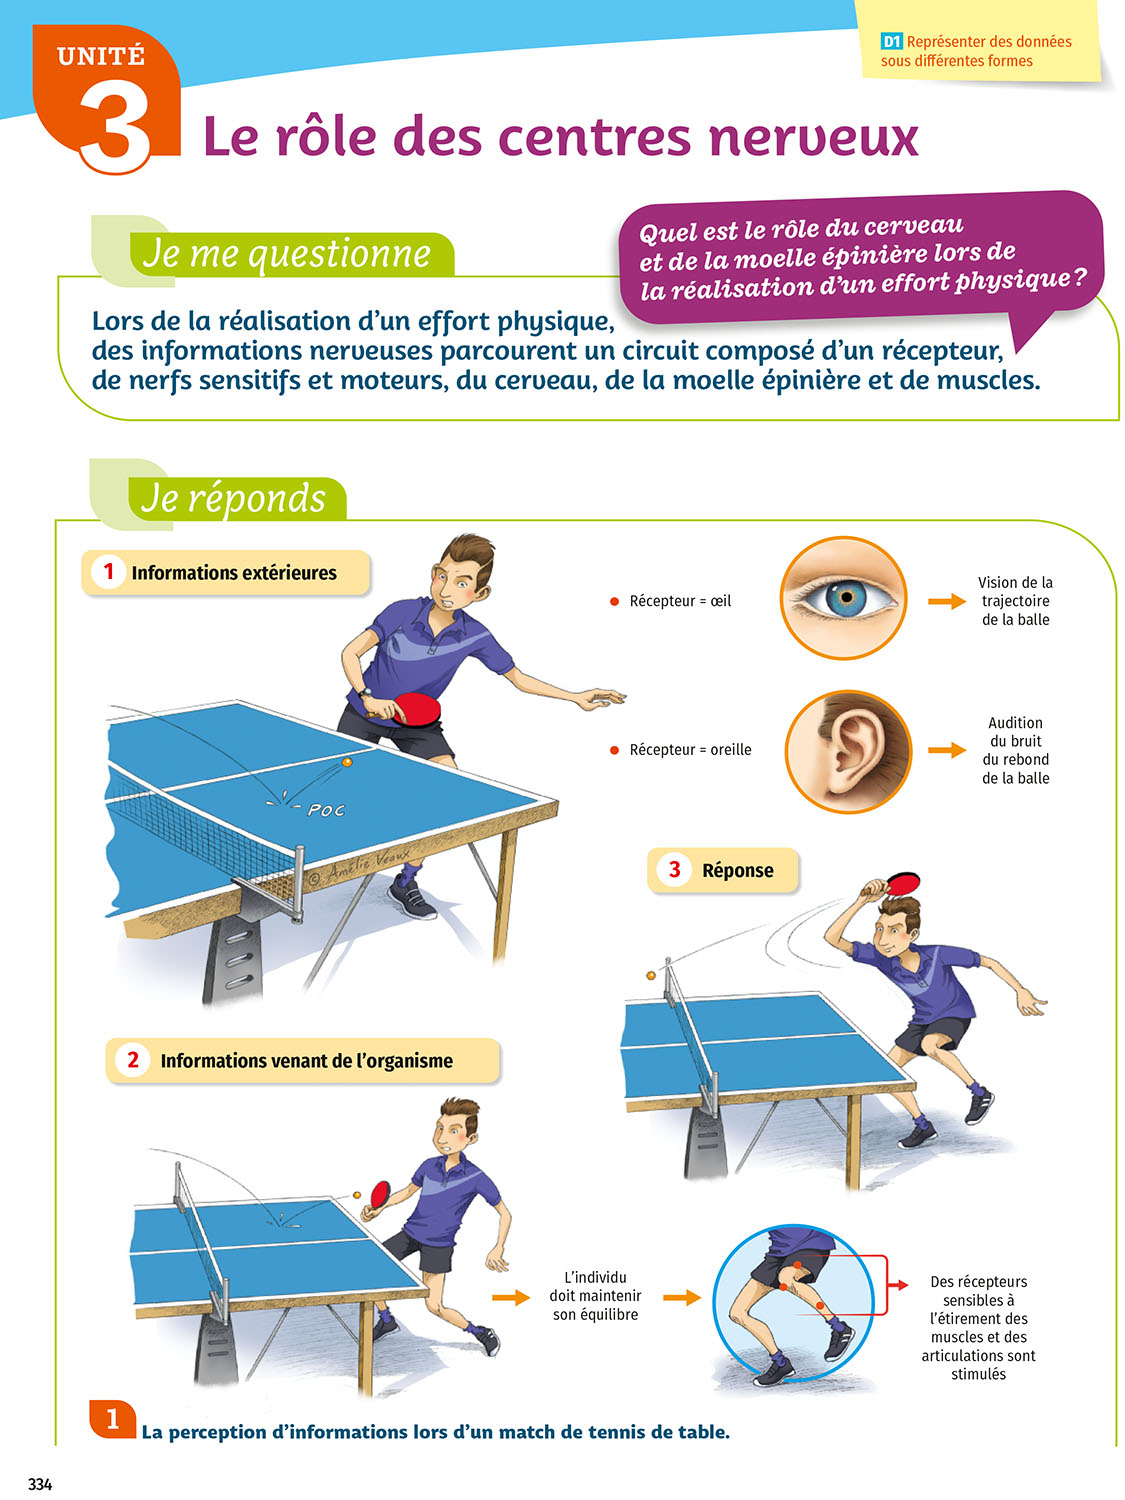 UNITÉ
3
D1 Représenter des données
sous différentes formes
Le rôle des centres nerveux
Je me questionne
Quel est le rôle du cerveau
et de la moelle épinière lors de
la réalisation d'un effort physique ?
Lors de la réalisation d'un effort physique,
des informations nerveuses parcourent un circuit composé d'un récepteur,
de nerfs sensitifs et moteurs, du cerveau, de la moelle épinière et de muscles.
Je réponds
1 Informations extérieures
Récepteur = œil
Vision de la
trajectoire
de la balle
Récepteur = oreille
Audition
du bruit
du rebond
de la balle
POC
© Amélie Veaux
3 Réponse
2 Informations venant de l'organisme
L'individu
doit maintenir
son équilibre
Des récepteurs
sensibles à
l'étirement des
muscles et des
articulations sont
stimulés
1 La perception d'informations lors d'un match de tennis de table.
334